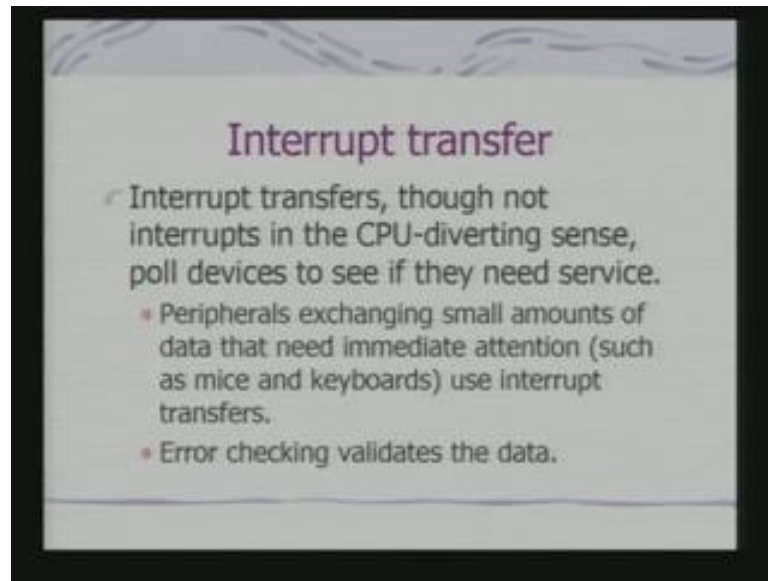 Interrupt transfer
Interrupt transfers, though not
interrupts in the CPU-diverting sense,
poll devices to see if they need service.
Peripherals exchanging small amounts of
data that need immediate attention (such
as mice and keyboards) use interrupt
transfers.
Error checking validates the data.